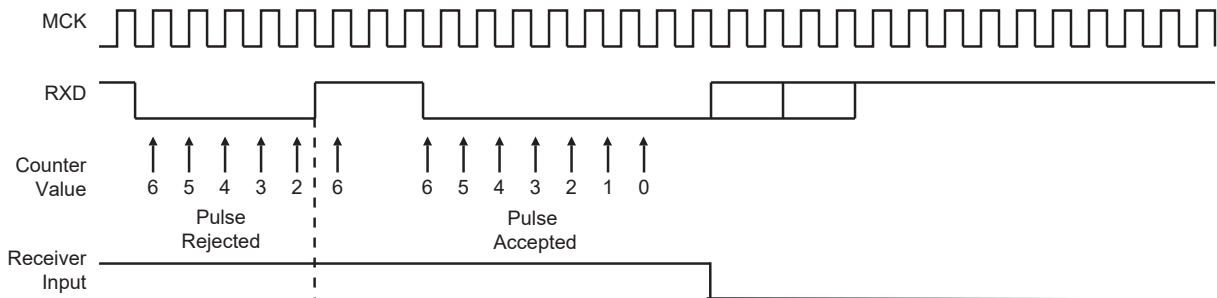 MCK
RXD
Counter
Value
6 5 4 3 2 6 6 5 4 3 2 1 0
Pulse
Rejected
Pulse
Accepted
Receiver
Input